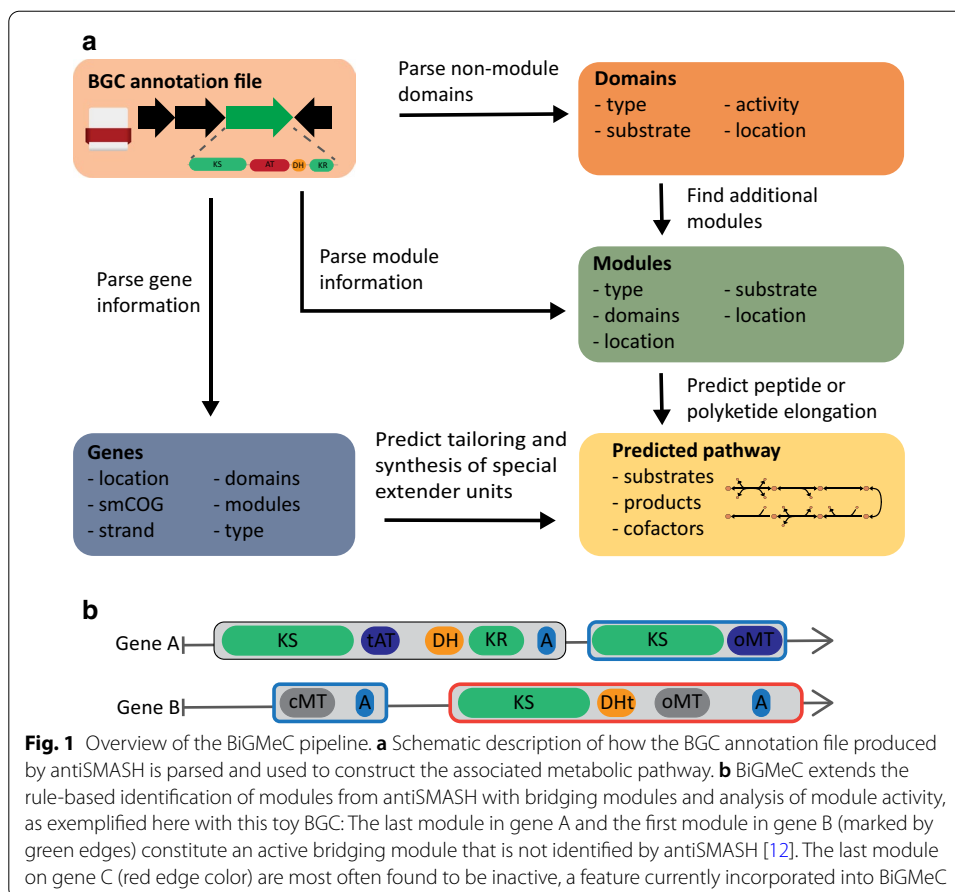 a
BGC annotation file
KS AT DH KR
Parse non-module
domains
Domains
- type - activity
- substrate - location
Find additional
modules
Parse gene
information
Parse module
information
Modules
- type - substrate
- domains - location
- location
Predict peptide or
polyketide elongation
Genes
- location - domains
- smCOG - modules
- strand - type
Predict tailoring and
synthesis of special
extender units
Predicted pathway
- substrates
- products
- cofactors
b
Gene A KS tAT DH KR A KS oMT
Gene B cMT A KS DHt oMT A
Fig. 1 Overview of the BiGMeC pipeline. a Schematic description of how the BGC annotation file produced
by antiSMASH is parsed and used to construct the associated metabolic pathway. b BiGMeC extends the
rule-based identification of modules from antiSMASH with bridging modules and analysis of module activity,
as exemplified here with this toy BGC: The last module in gene A and the first module in gene B (marked by
green edges) constitute an active bridging module that is not identified by antiSMASH [12]. The last module
on gene C (red edge color) are most often found to be inactive, a feature currently incorporated into BiGMeC